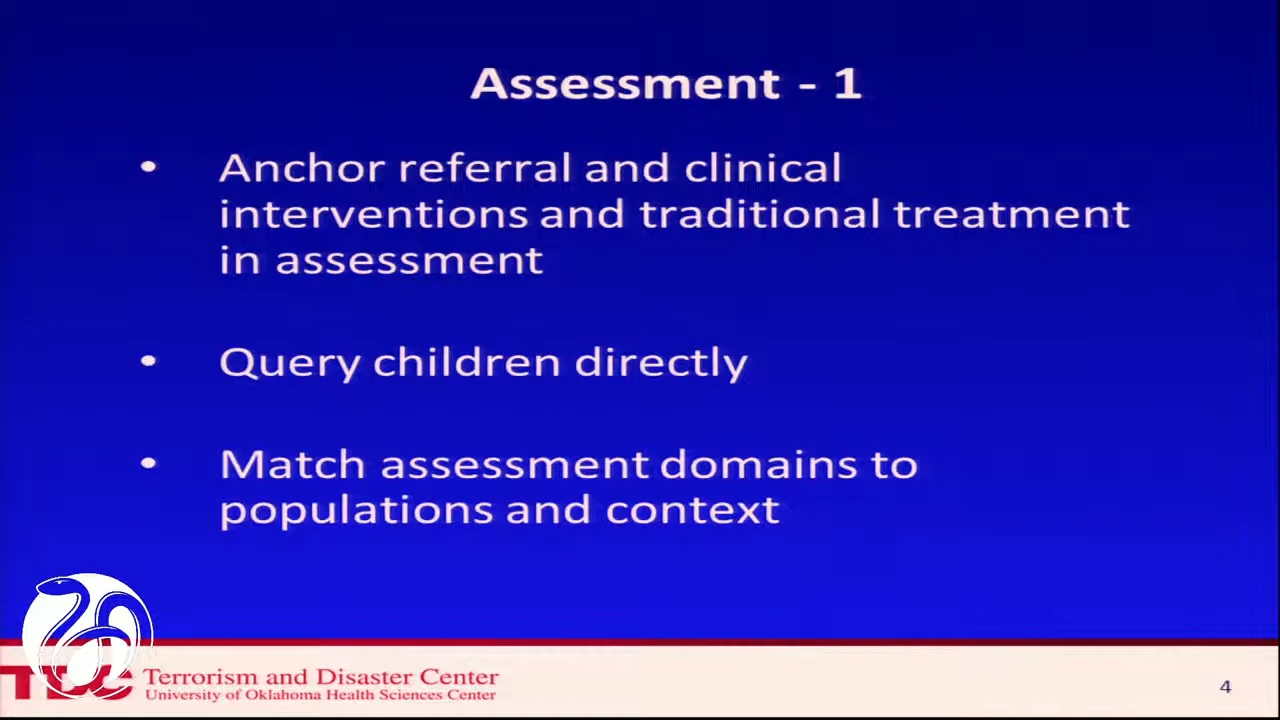 Assessment - 1
• Anchor referral and clinical
interventions and traditional treatment
in assessment
• Query children directly
• Match assessment domains to
populations and context
TDC Terrorism and Disaster Center
University of Oklahoma Health Sciences Center
4